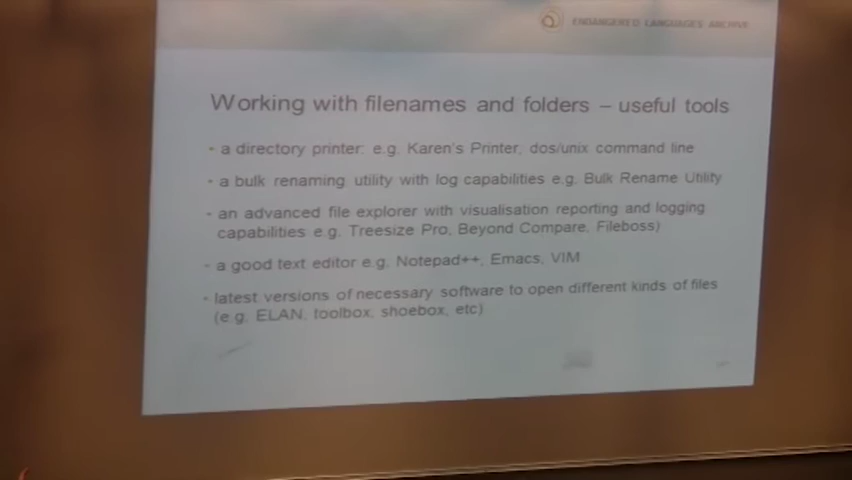 ENDANGERED LANGUAGES ARCHIVE
Working with filenames and folders – useful tools
- a directory printer: e.g. Karen's Printer, dos/unix command line
- a bulk renaming utility with log capabilities e.g. Bulk Rename Utility
- an advanced file explorer with visualisation reporting and logging
capabilities e.g. Treesize Pro, Beyond Compare, Fileboss)
- a good text editor e.g. Notepad++, Emacs, VIM
- latest versions of necessary software to open different kinds of files
(e.g. ELAN, toolbox, shoebox, etc)